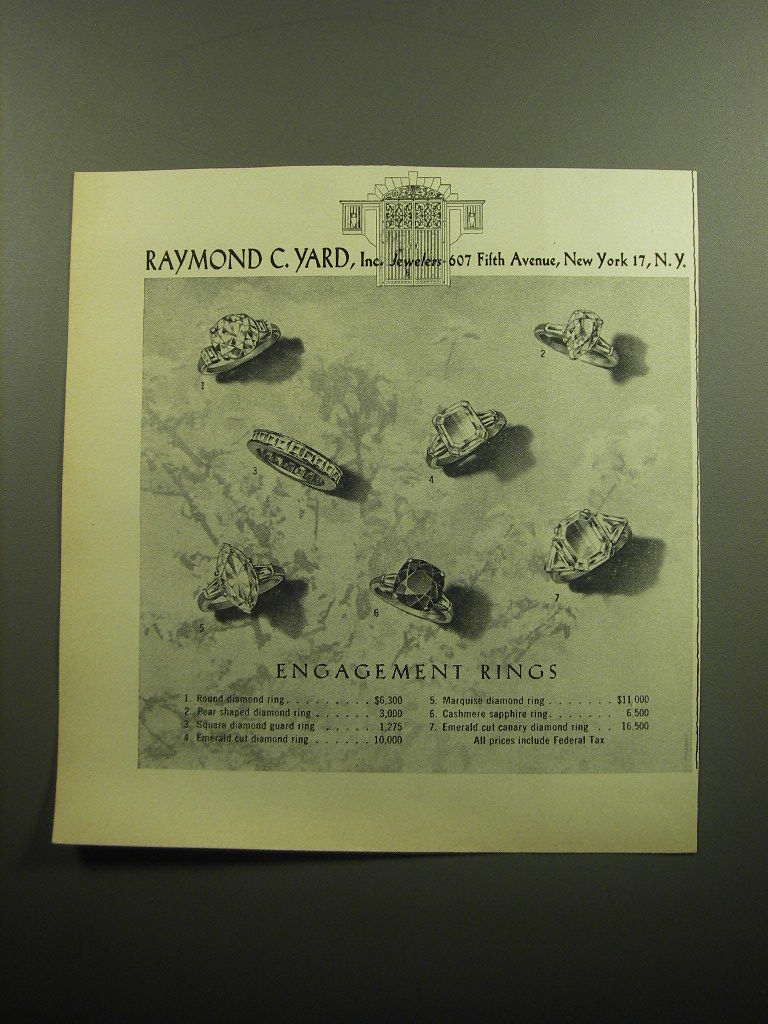 RAYMOND C. YARD, Inc. Jewelers-607 Fifth Avenue, New York 17, N.Y.
1
2
3
4
5
6
7
ENGAGEMENT RINGS
1. Round diamond ring . . . . . . . . . $6,300
2. Pear shaped diamond ring . . . . . . 3,000
3. Square diamond guard ring . . . . . 1,275
4. Emerald cut diamond ring . . . . . . 10,000
5. Marquise diamond ring . . . . . . . $11,000
6. Cashmere sapphire ring . . . . . . . 6,500
7. Emerald cut canary diamond ring . . 16,500
All prices include Federal Tax